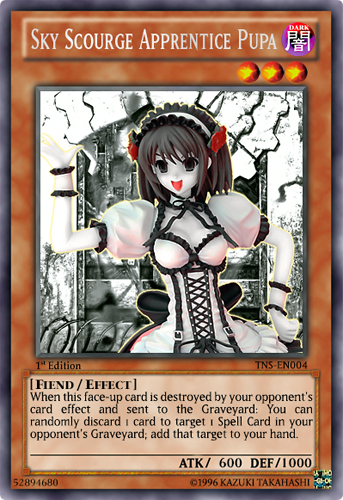 SKY SCOURGE APPRENTICE PUPA
DARK
闇
1st Edition
TNS-EN004
[FIEND / EFFECT]
When this face-up card is destroyed by your opponent's
card effect and sent to the Graveyard: You can
randomly discard 1 card to target 1 Spell Card in
your opponent's Graveyard; add that target to your hand.
ATK/ 600 DEF/1000
52894680
©1996 KAZUKI TAKAHASHI